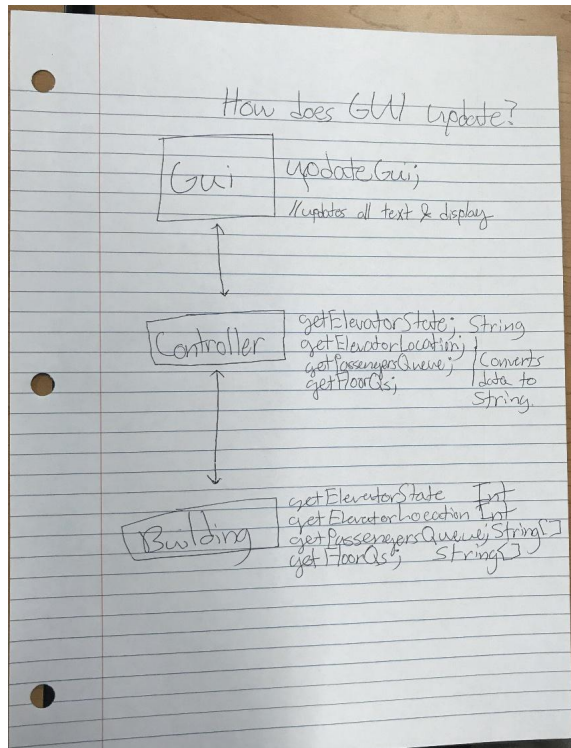 How does GUI update?
Gui
updateGui;
//updates all text & display
Controller
getElevatorState; String
getElevatorLocation;
getPassengersQueue;
getFloorQs;
Converts
data to
String.
Building
getElevatorState Int
getElevatorLocation Int
getPassengersQueue; String[]
getFloorQs; String[]